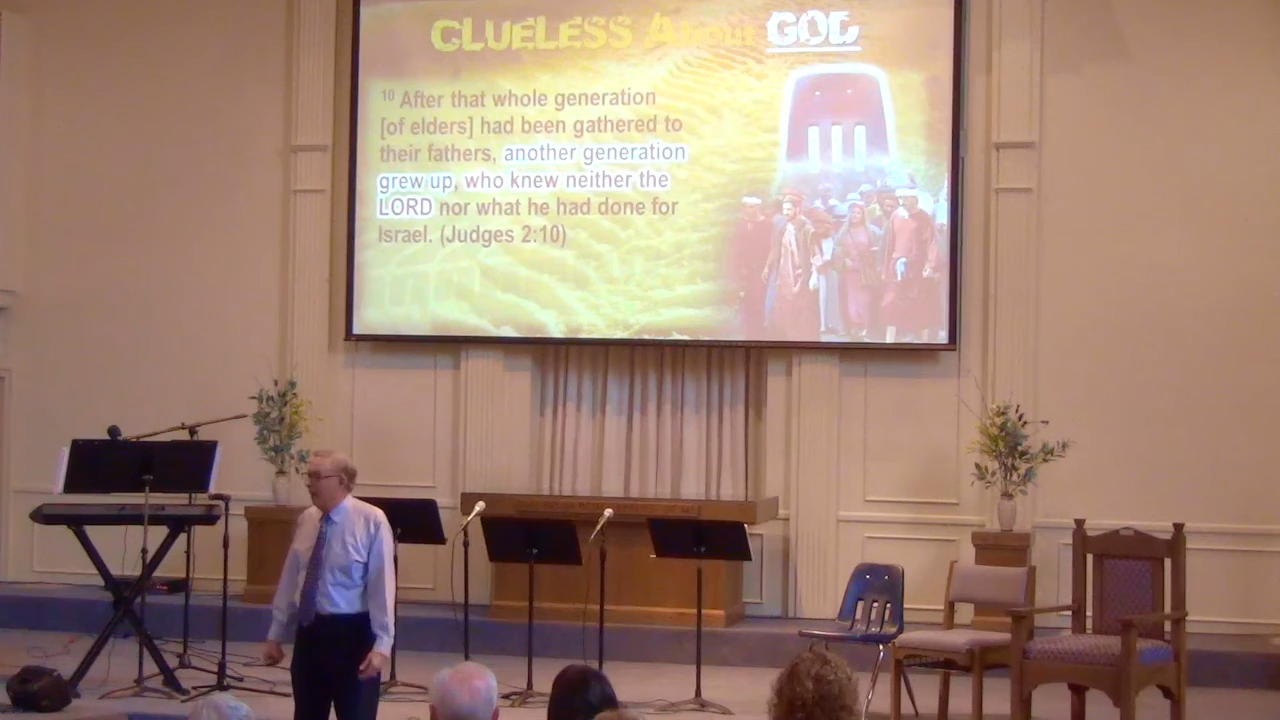 CLUELESS About GOD
10 After that whole generation
[of elders] had been gathered to
their fathers, another generation
grew up, who knew neither the
LORD nor what he had done for
Israel. (Judges 2:10)